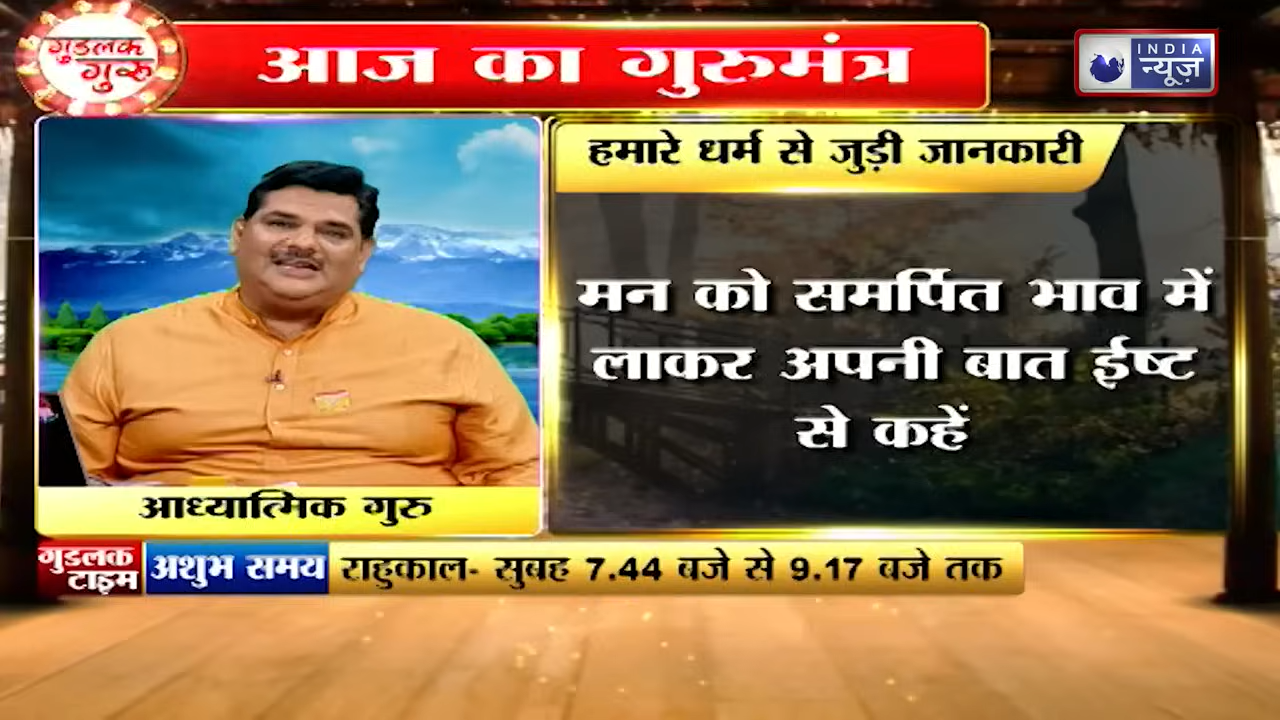 गुडलक
गुरु
आज का गुरुमंत्र
INDIA
न्यूज़
हमारे धर्म से जुड़ी जानकारी
मन को समर्पित भाव में
लाकर अपनी बात ईष्ट
से कहें
आध्यात्मिक गुरु
गुडलक
टाइम
अशुभ समय
राहुकाल- सुबह 7.44 बजे से 9.17 बजे तक